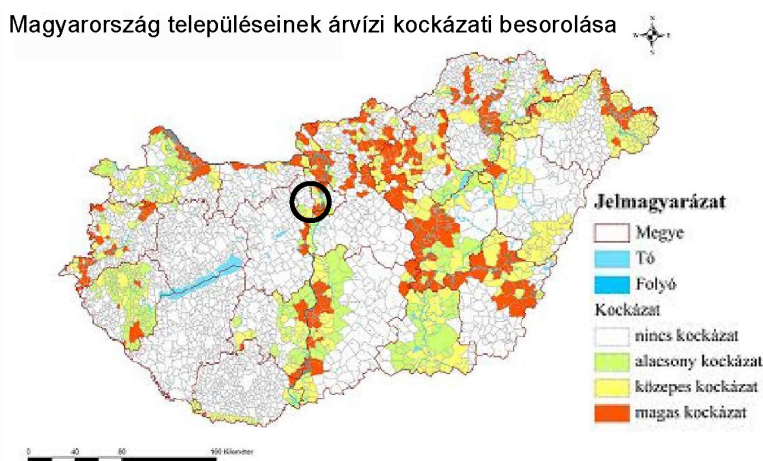 Magyarország településeinek árvízi kockázati besorolása
N
W E
S
Jelmagyarázat
Megye
Tó
Folyó
Kockázat
nincs kockázat
alacsony kockázat
közepes kockázat
magas kockázat
0 40 80 160 Kilométer